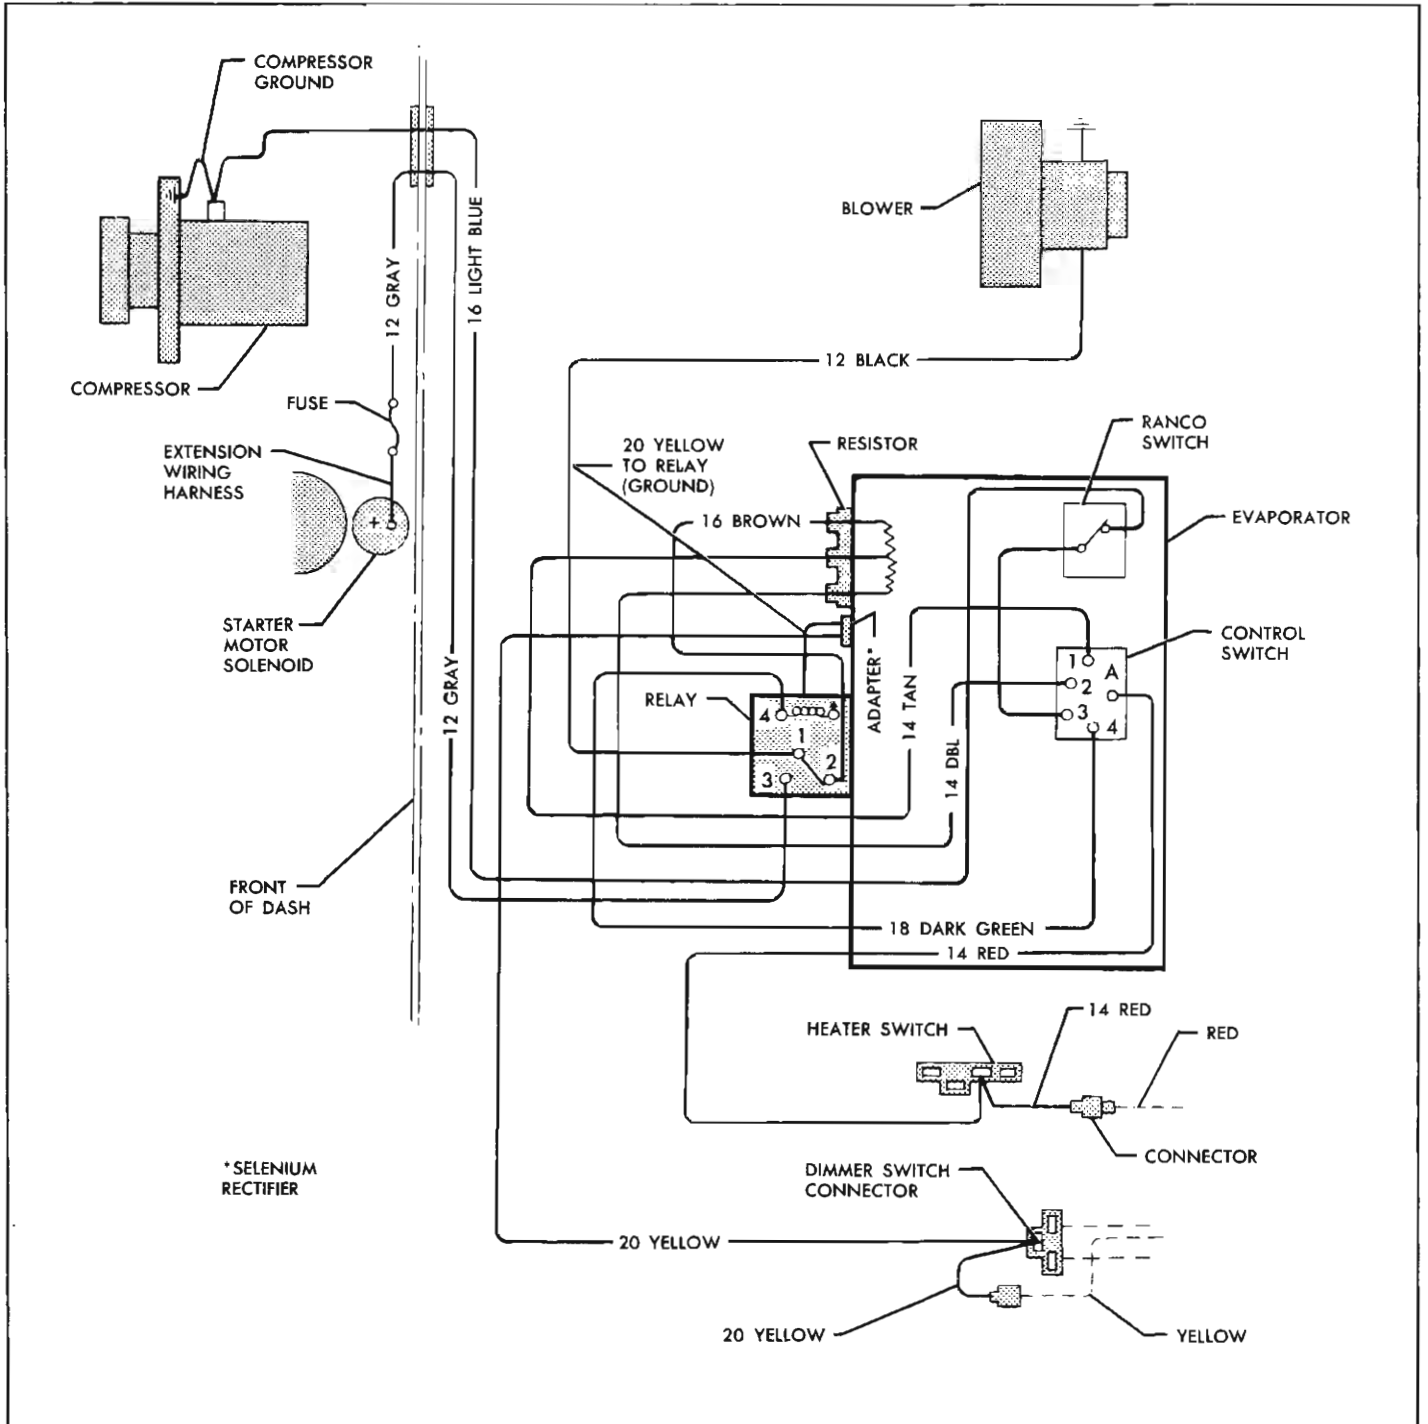 COMPRESSOR
GROUND
BLOWER
12 GRAY
16 LIGHT BLUE
12 BLACK
COMPRESSOR
FUSE
EXTENSION
WIRING
HARNESS
20 YELLOW
TO RELAY
(GROUND)
RESISTOR
RANCO
SWITCH
16 BROWN
EVAPORATOR
+
STARTER
MOTOR
SOLENOID
CONTROL
SWITCH
1
2
A
3
4
RELAY
ADAPTER*
14 TAN
14 DBL
12 GRAY
4
*
1
2
3
FRONT
OF DASH
18 DARK GREEN
14 RED
HEATER SWITCH
14 RED
RED
CONNECTOR
*SELENIUM
RECTIFIER
DIMMER SWITCH
CONNECTOR
20 YELLOW
20 YELLOW
YELLOW